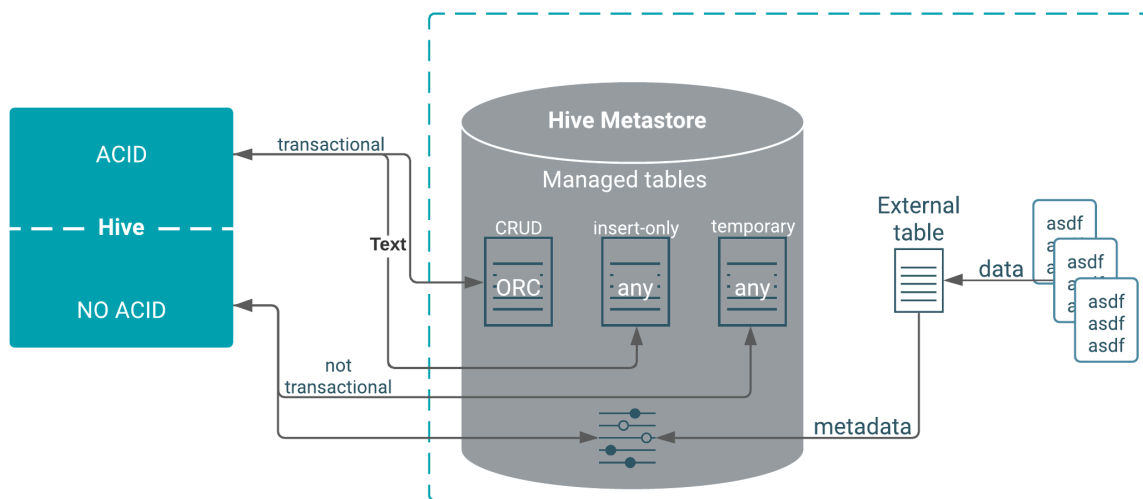 ACID
Hive
NO ACID
transactional
Text
not
transactional
Hive Metastore
Managed tables
CRUD
insert-only
temporary
ORC
any
any
External
table
data
metadata
asdf
a
a
asdf
a df
a
asdf
asdf
asdf